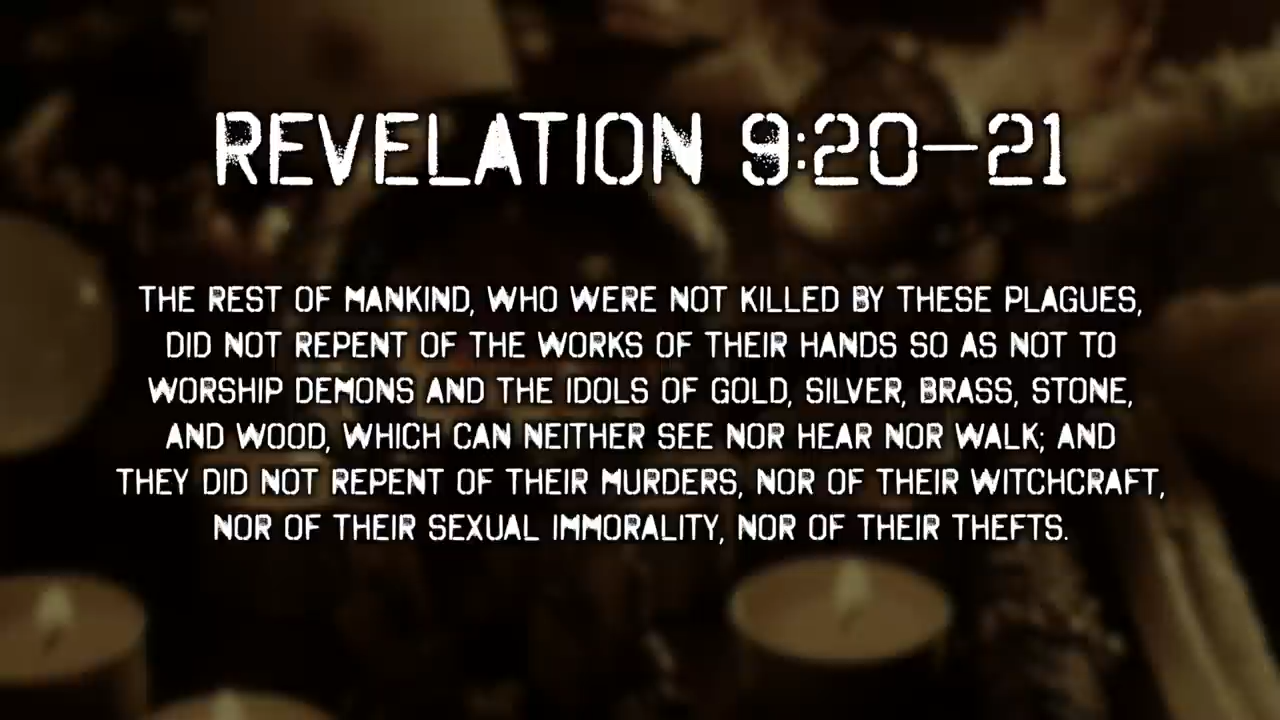 REVELATION 9:20—21
THE REST OF MANKIND, WHO WERE NOT KILLED BY THESE PLAGUES,
DID NOT REPENT OF THE WORKS OF THEIR HANDS SO AS NOT TO
WORSHIP DEMONS AND THE IDOLS OF GOLD, SILVER, BRASS, STONE,
AND WOOD, WHICH CAN NEITHER SEE NOR HEAR NOR WALK; AND
THEY DID NOT REPENT OF THEIR MURDERS, NOR OF THEIR WITCHCRAFT,
NOR OF THEIR SEXUAL IMMORALITY, NOR OF THEIR THEFTS.